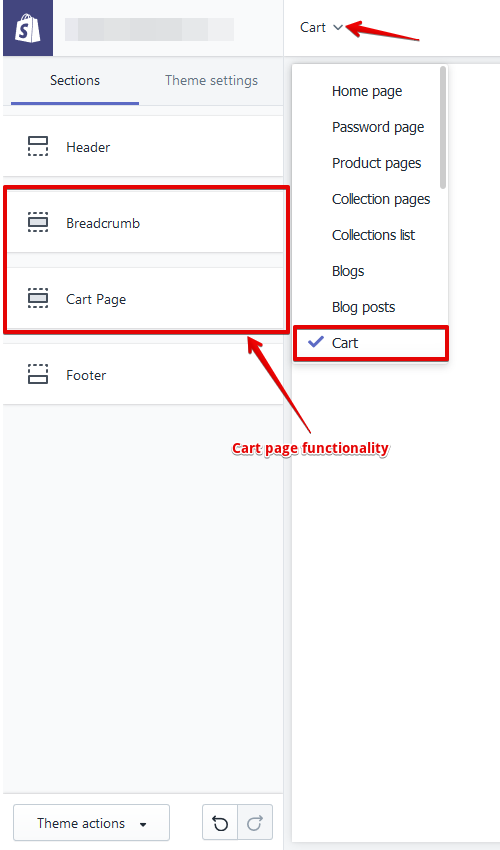 Cart
Sections
Theme settings
Header
Breadcrumb
Cart Page
Footer
Home page
Password page
Product pages
Collection pages
Collections list
Blogs
Blog posts
Cart
Cart page functionality
Theme actions